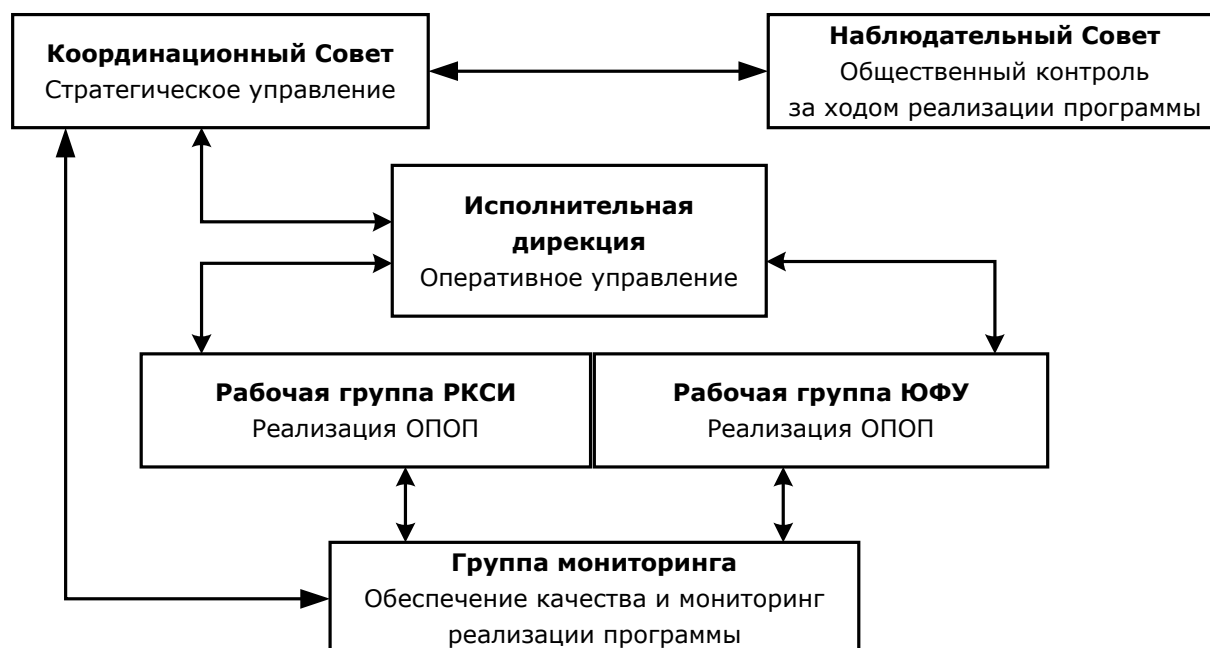 Координационный Совет
Стратегическое управление
Наблюдательный Совет
Общественный контроль
за ходом реализации программы
Исполнительная
дирекция
Оперативное управление
Рабочая группа РКСИ
Реализация ОПОП
Рабочая группа ЮФУ
Реализация ОПОП
Группа мониторинга
Обеспечение качества и мониторинг
реализации программы